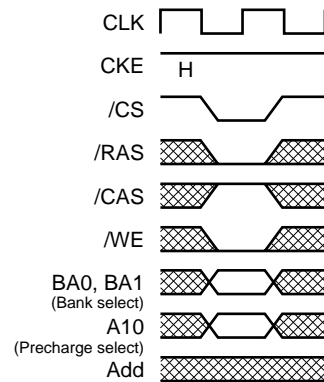 CLK
CKE
H
/CS
/RAS
/CAS
/WE
BA0, BA1
(Bank select)
A10
(Precharge select)
Add